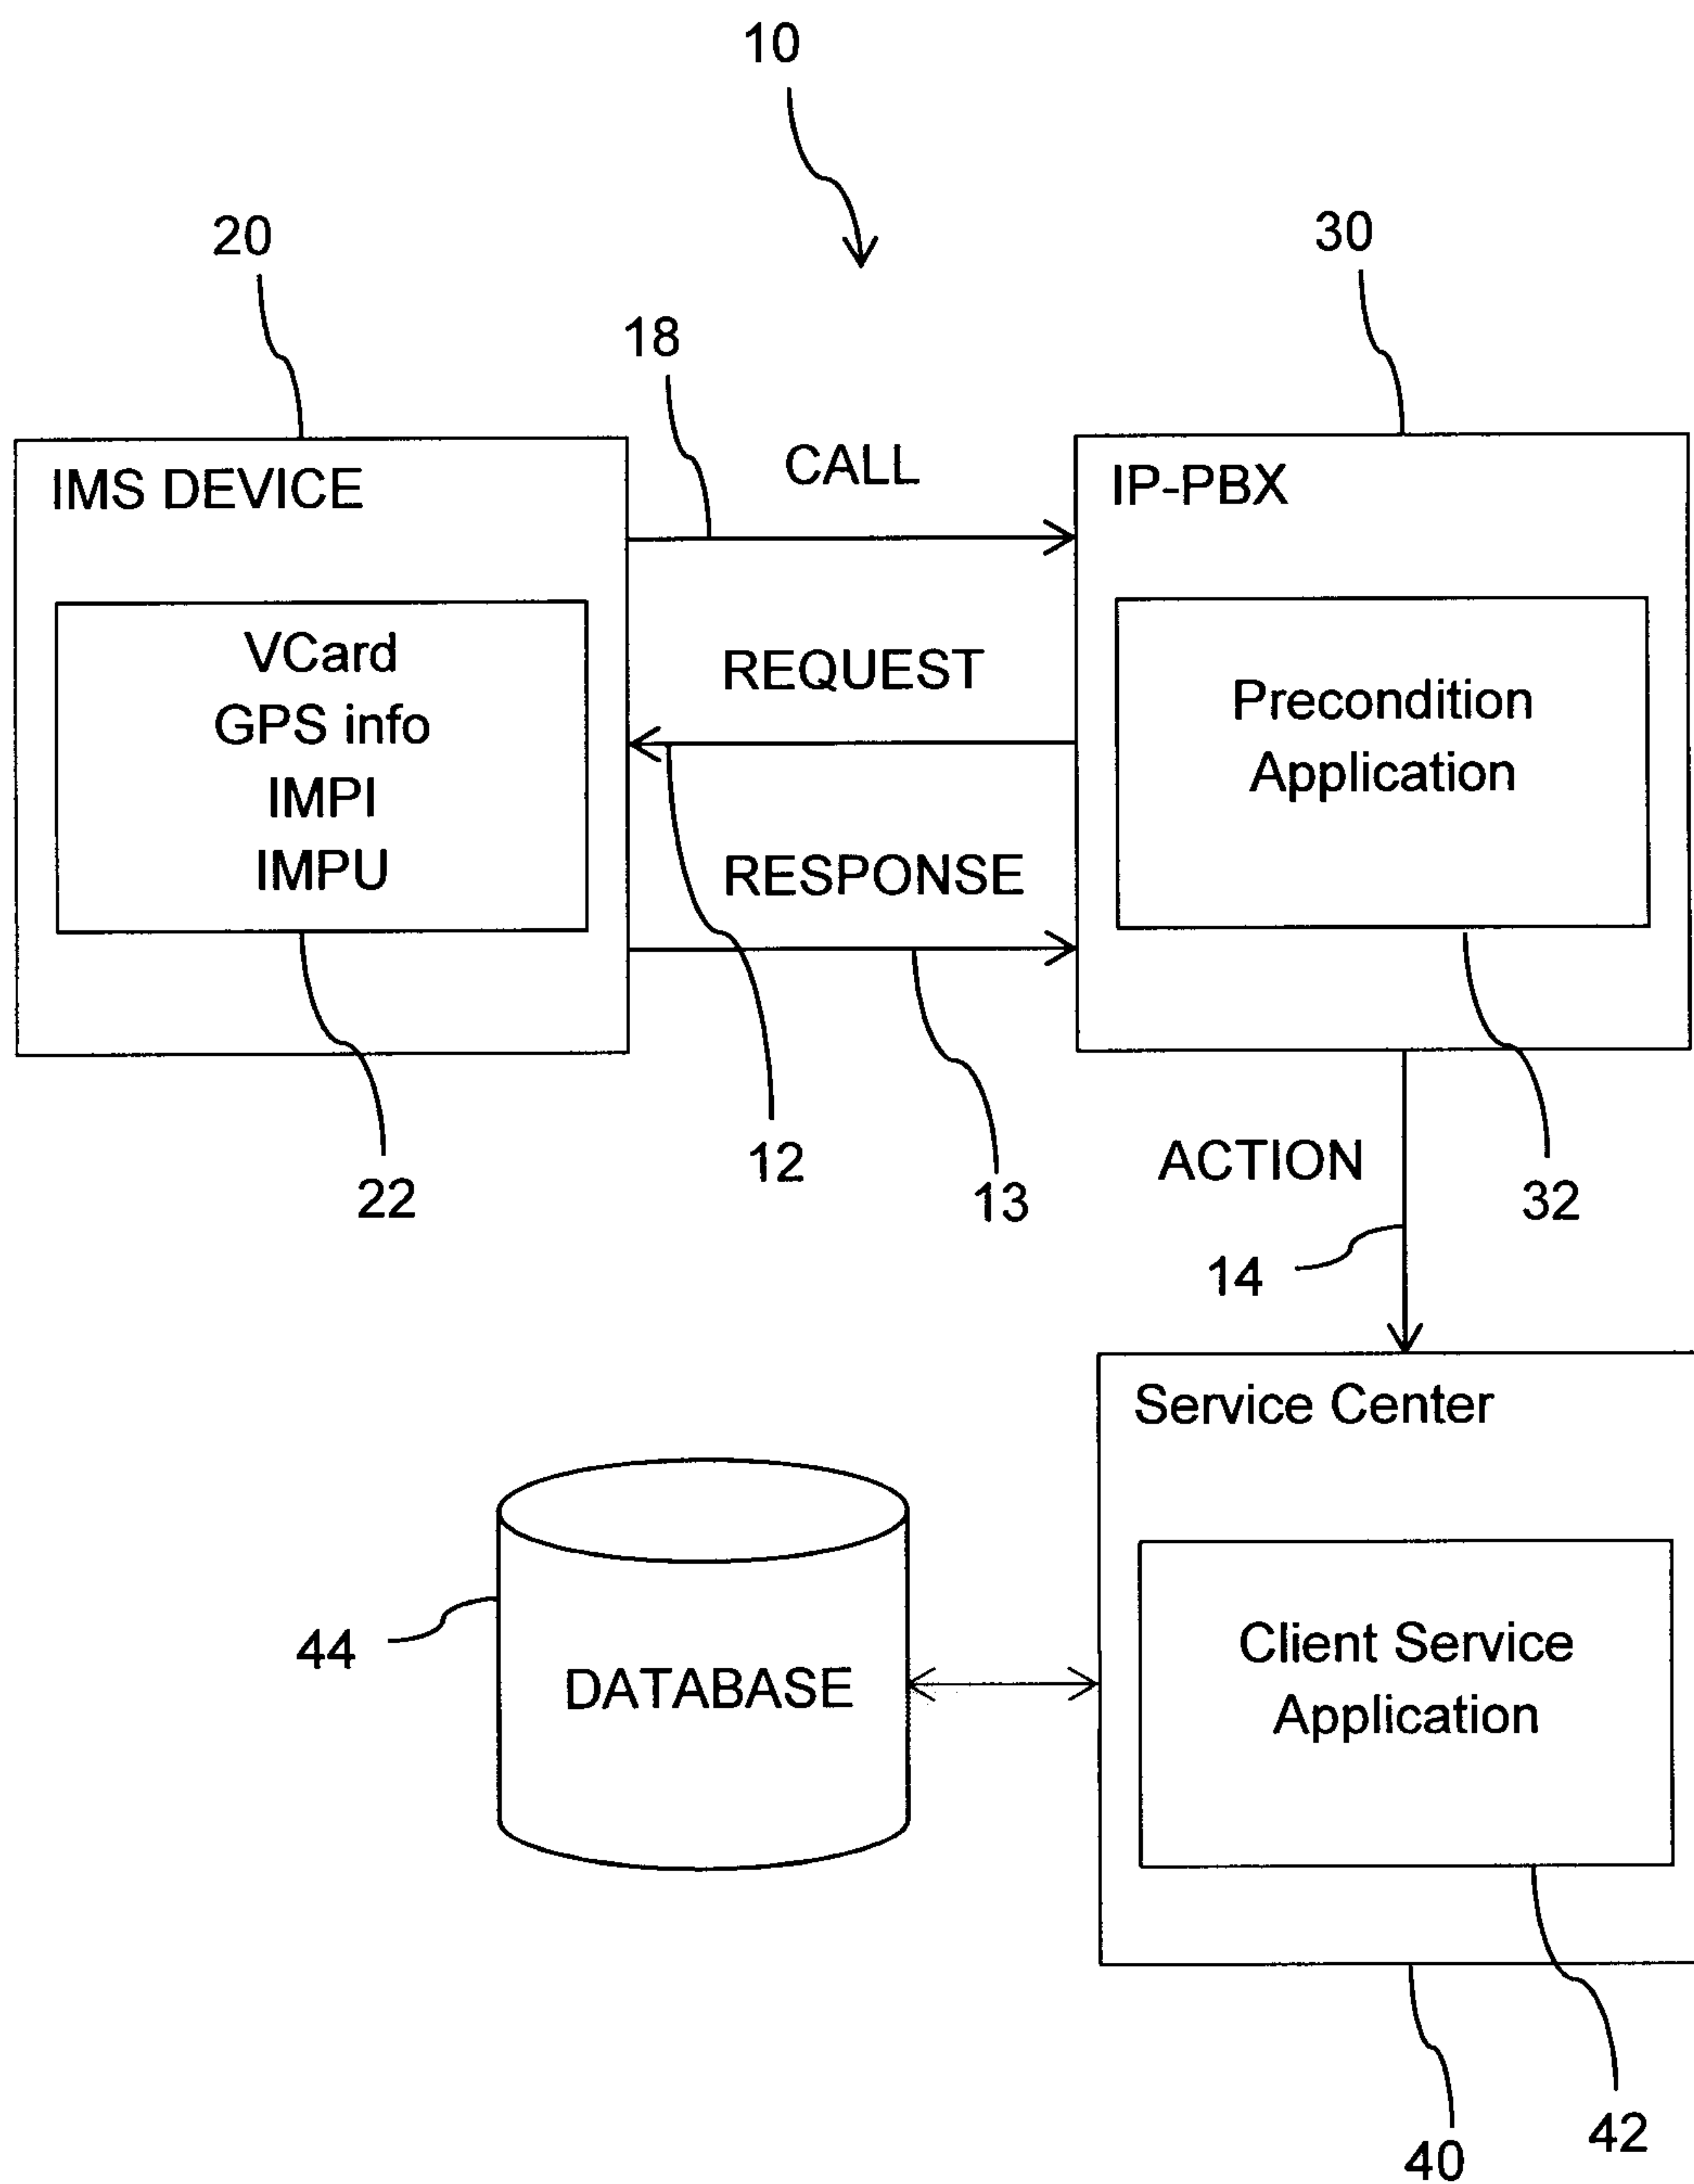 10
20
30
18
IMS DEVICE
CALL
IP-PBX
VCard
GPS info
IMPI
IMPU
REQUEST
RESPONSE
Precondition
Application
12
13
22
32
ACTION
14
Service Center
44
DATABASE
Client Service
Application
42
40